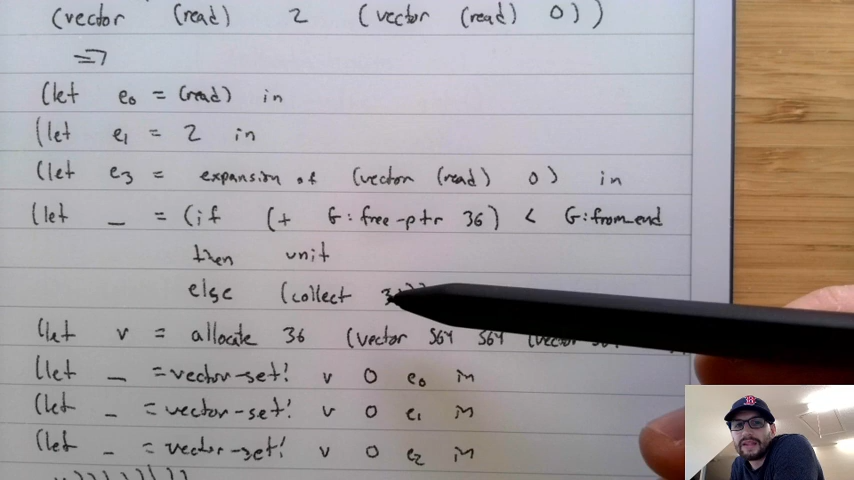 (vector (read) 2 (vector (read) 0))
=>
(let e0 = (read) in
(let e1 = 2 in
(let e3 = expansion of (vector (read) 0) in
(let _ = (if (+ G:free-ptr 36) < G:from_end
then unit
else (collect
(let v = allocate 36 (vector S64 S64 (vector
(let _ = vector-set! v 0 e0 in
(let _ = vector-set! v 0 e1 in
(let _ = vector-set! v 0 e2 in